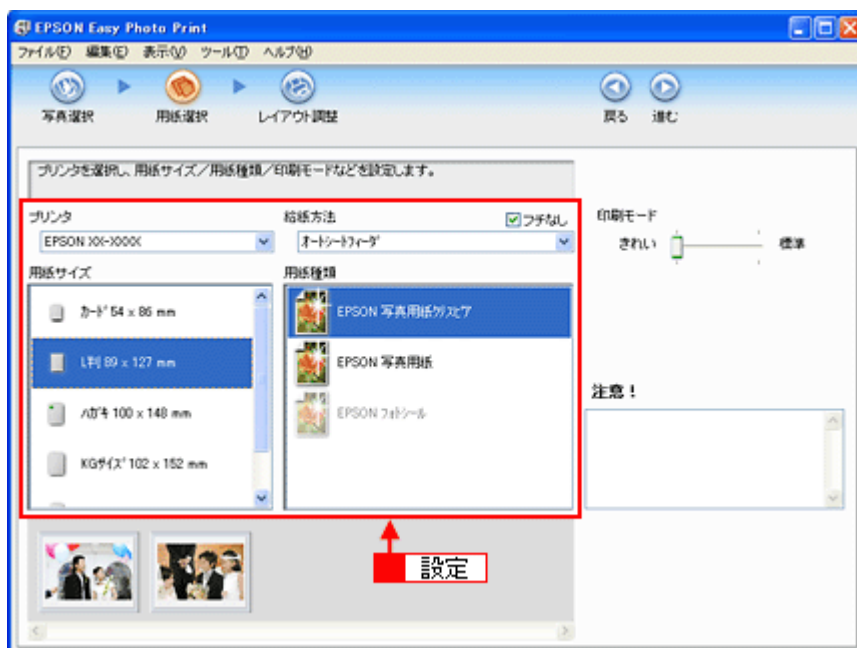 EPSON Easy Photo Print
ファイル(F) 編集(E) 表示(V) ツール(T) ヘルプ(H)
写真選択 用紙選択 レイアウト調整 戻る 進む
プリンタを選択し、用紙サイズ/用紙種類/印刷モードなどを設定します。
プリンタ 給紙方法 フチなし 印刷モード
EPSON XX-XXXX オートシートフィーダ きれい 標準
用紙サイズ 用紙種類
カード 54 x 86 mm
EPSON 写真用紙クリスピア
L判 89 x 127 mm
EPSON 写真用紙
ハガキ 100 x 148 mm
EPSON フォトシール
KGサイズ 102 x 152 mm
注意!
設定